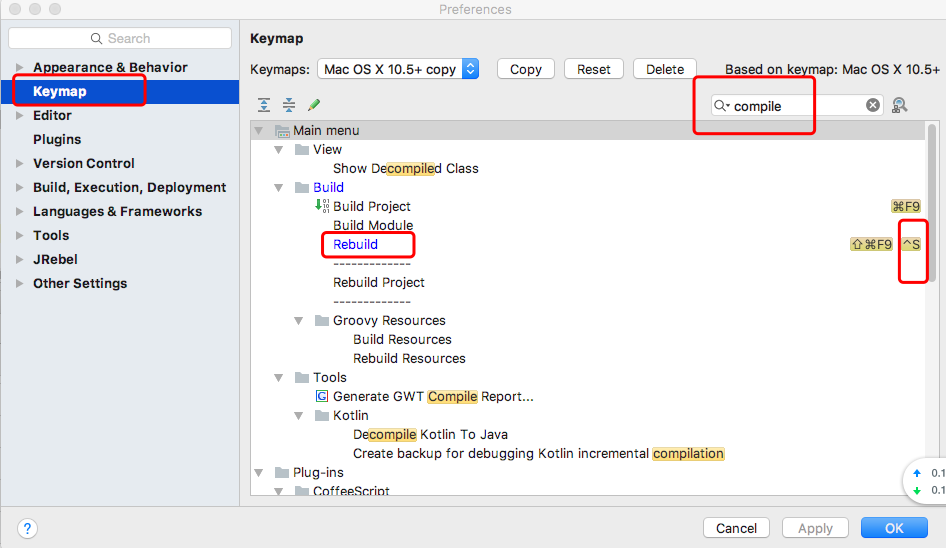 Preferences
Search
Appearance & Behavior
Keymap
Editor
Plugins
Version Control
Build, Execution, Deployment
Languages & Frameworks
Tools
JRebel
Other Settings
Keymap
Keymaps: Mac OS X 10.5+ copy Copy Reset Delete Based on keymap: Mac OS X 10.5+
compile
Main menu
View
Show Decompiled Class
Build
Build Project ⌘F9
Build Module
Rebuild ⇧⌘F9 ^S
-------------
Rebuild Project
-------------
Groovy Resources
Build Resources
Rebuild Resources
Tools
G Generate GWT Compile Report...
Kotlin
Decompile Kotlin To Java
Create backup for debugging Kotlin incremental compilation
Plug-ins
CoffeeScript
0.1
0.1
? Cancel Apply OK